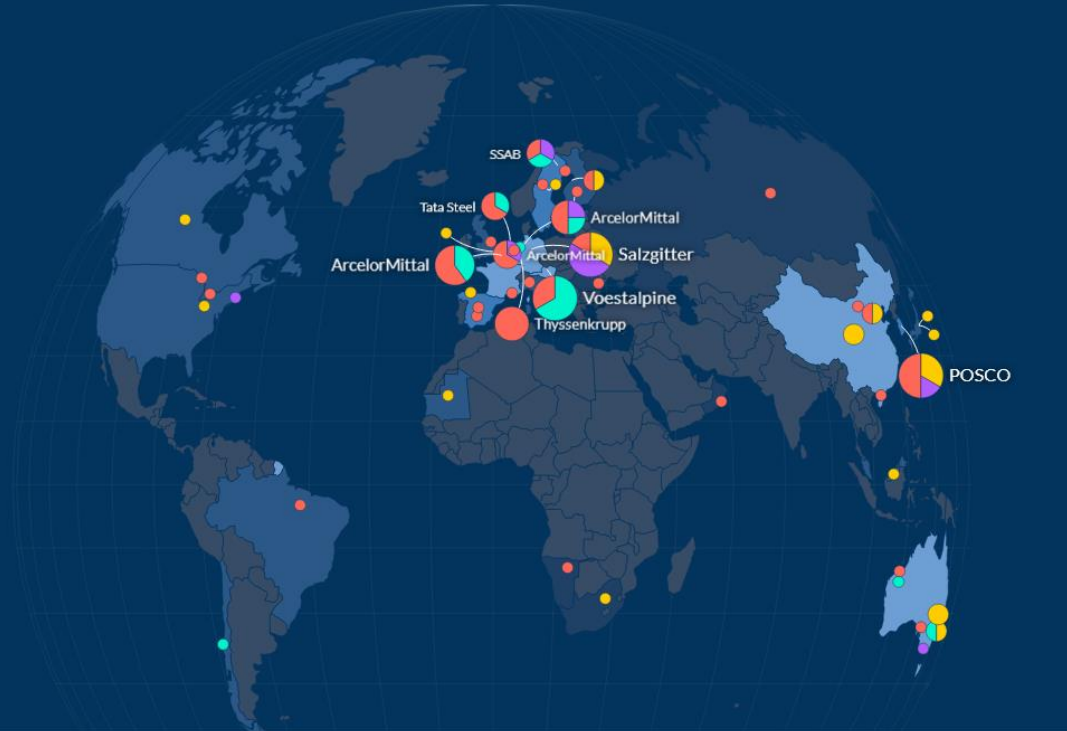 SSAB
Tata Steel
ArcelorMittal
ArcelorMittal
ArcelorMittal
Salzgitter
Voestalpine
Thyssenkrupp
POSCO